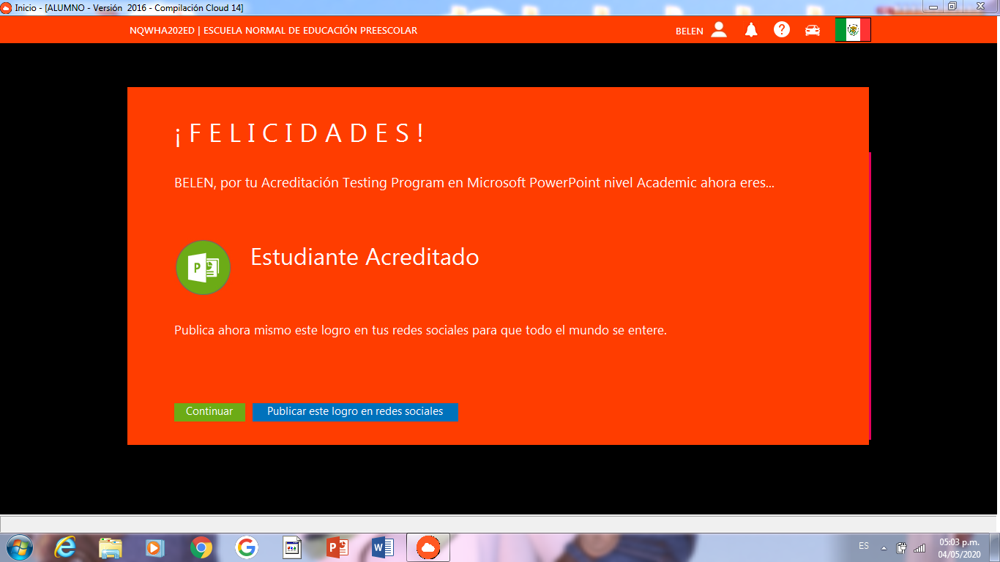 Inicio - [ALUMNO - Versión  2016 - Compilación Cloud 14]
NQWHA202ED | ESCUELA NORMAL DE EDUCACIÓN PREESCOLAR
BELEN
¡FELICIDADES!
BELEN, por tu Acreditación Testing Program en Microsoft PowerPoint nivel Academic ahora eres...
Estudiante Acreditado
Publica ahora mismo este logro en tus redes sociales para que todo el mundo se entere.
Continuar
Publicar este logro en redes sociales
ES
05:03 p.m.
04/05/2020